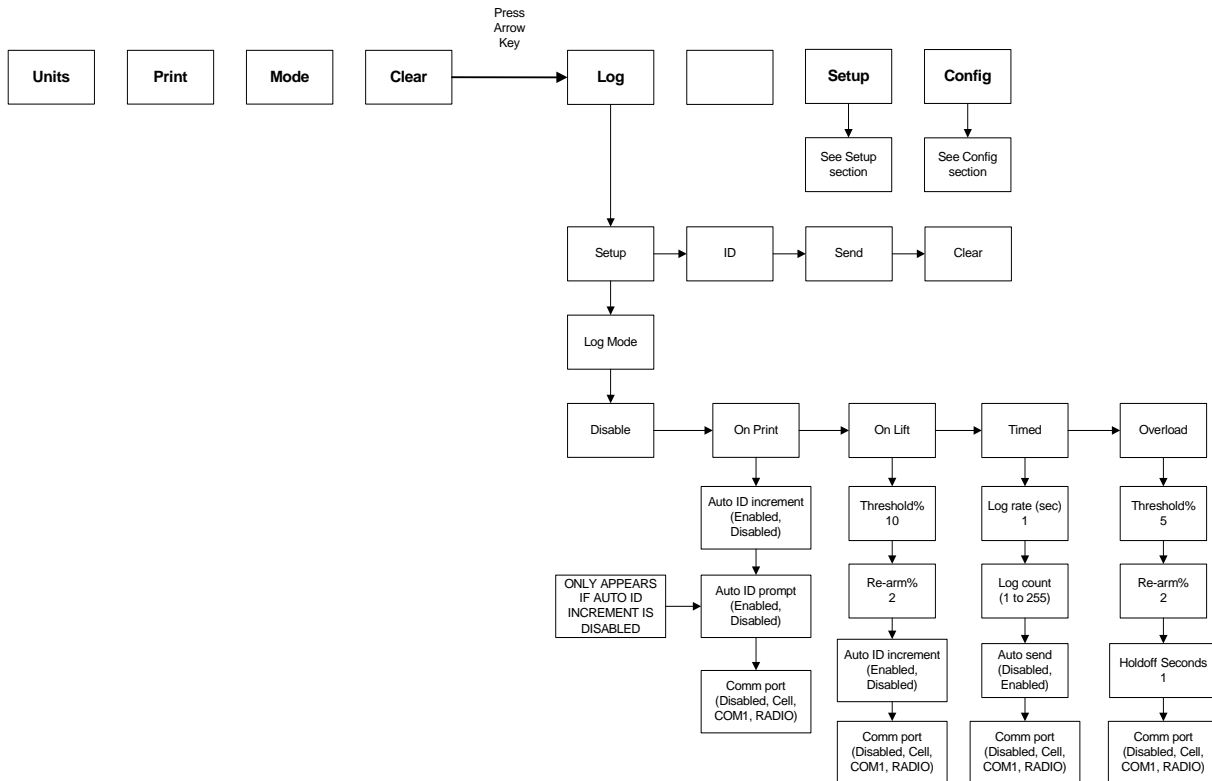 Press
Arrow
Key
Units
Print
Mode
Clear
Log
Setup
Config
See Setup
section
See Config
section
Setup
ID
Send
Clear
Log Mode
Disable
On Print
On Lift
Timed
Overload
Auto ID increment
(Enabled,
Disabled)
Threshold%
10
Log rate (sec)
1
Threshold%
5
ONLY APPEARS
IF AUTO ID
INCREMENT IS
DISABLED
Auto ID prompt
(Enabled,
Disabled)
Re-arm%
2
Log count
(1 to 255)
Re-arm%
2
Comm port
(Disabled, Cell,
COM1, RADIO)
Auto ID increment
(Enabled,
Disabled)
Auto send
(Disabled,
Enabled)
Holdoff Seconds
1
Comm port
(Disabled, Cell,
COM1, RADIO)
Comm port
(Disabled, Cell,
COM1, RADIO)
Comm port
(Disabled, Cell,
COM1, RADIO)